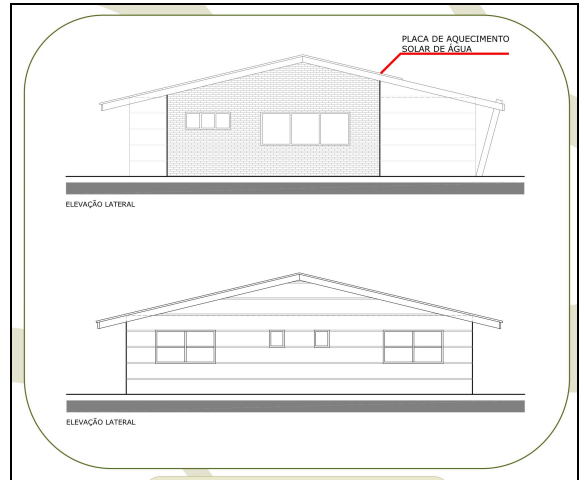 PLACA DE AQUECIMENTO
SOLAR DE ÁGUA
ELEVAÇÃO LATERAL
ELEVAÇÃO LATERAL